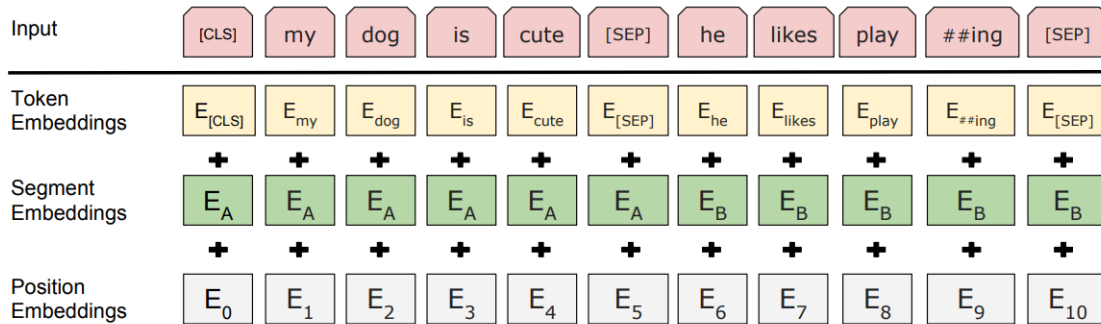 Input [CLS] my dog is cute [SEP] he likes play ##ing [SEP]
Token Embeddings E[CLS] Emy Edog Eis Ecute E[SEP] Ehe Elikes Eplay E##ing E[SEP]
+ + + + + + + + + + +
Segment Embeddings EA EA EA EA EA EA EB EB EB EB EB
+ + + + + + + + + + +
Position Embeddings E0 E1 E2 E3 E4 E5 E6 E7 E8 E9 E10